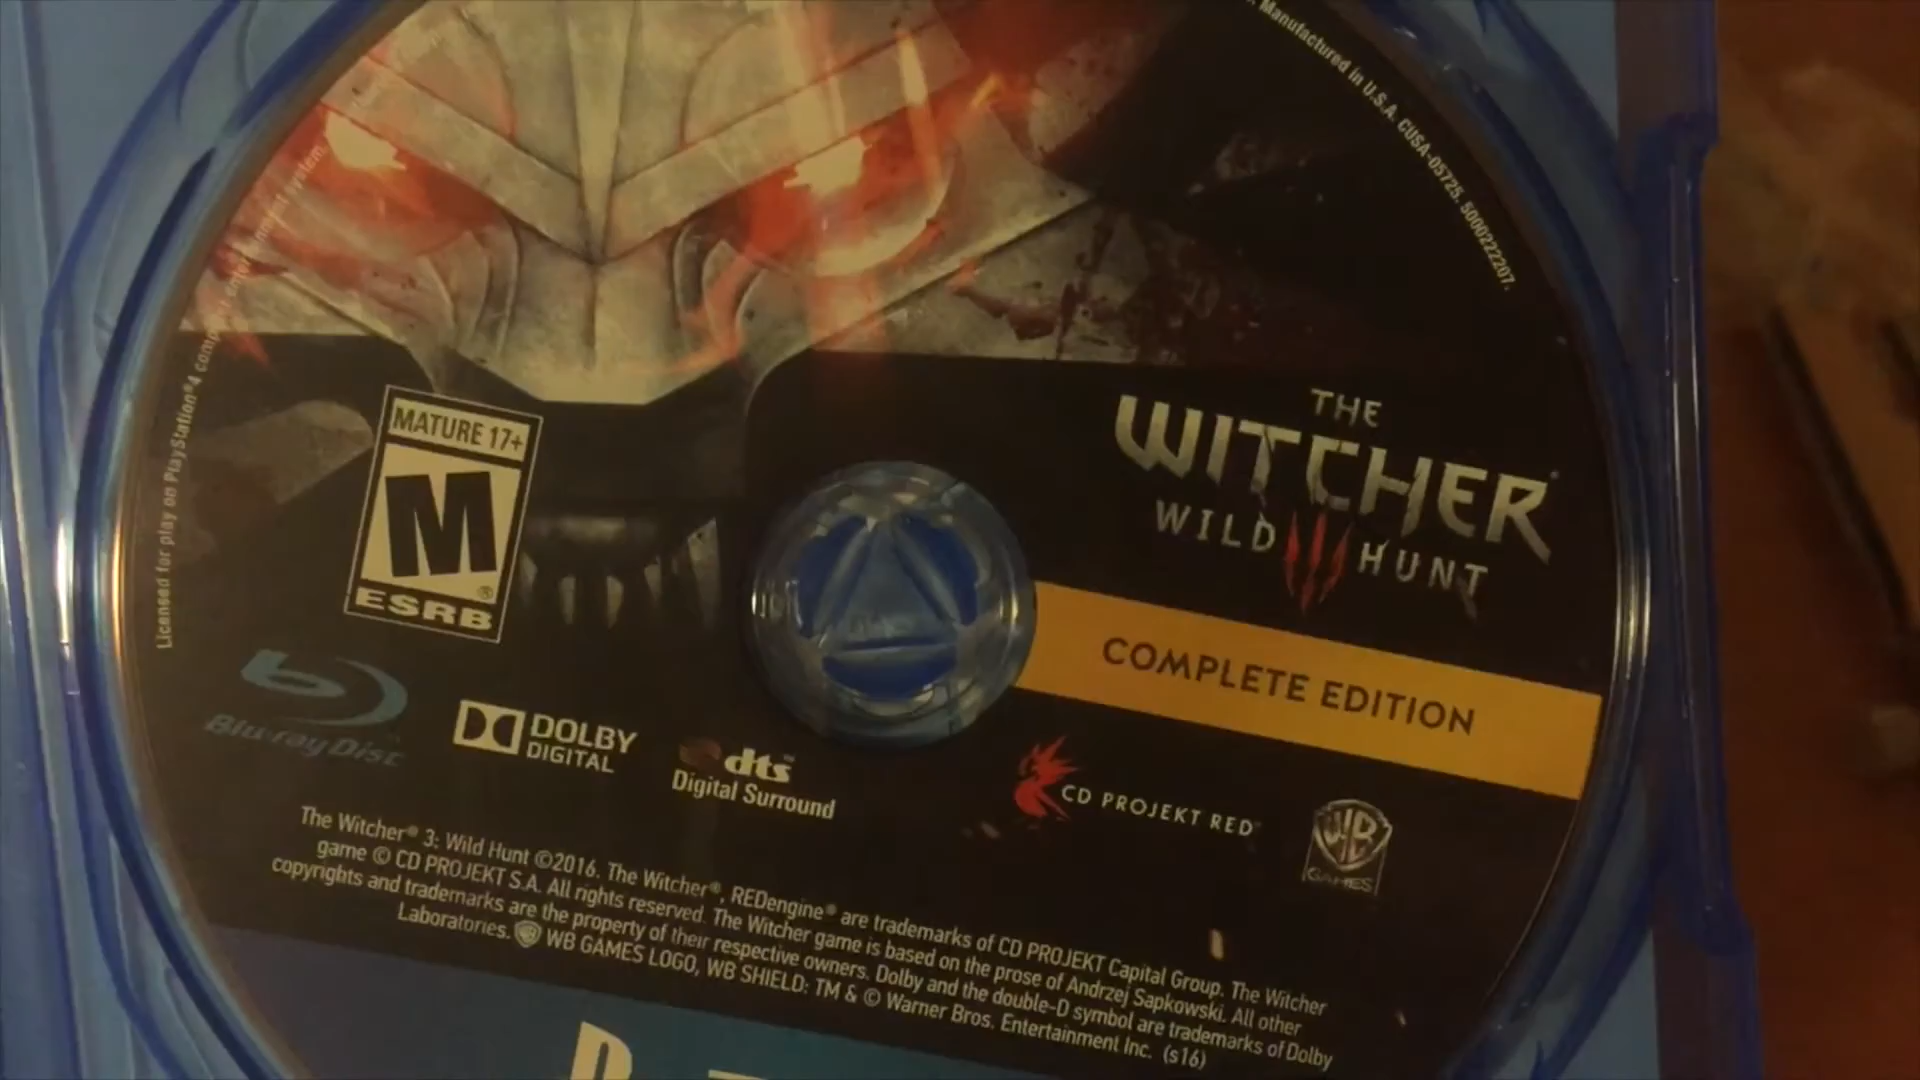 . Manufactured in U.S.A. CUSA-05725. 5000222207.
Licensed for play on PlayStation®4 system.
MATURE 17+
M
ESRB
THE
WITCHER
WILD HUNT
COMPLETE EDITION
Blu-ray Disc
DOLBY
DIGITAL
dts™
Digital Surround
CD PROJEKT RED
WB
GAMES
The Witcher® 3: Wild Hunt ©2016. The Witcher®, REDengine® are trademarks of CD PROJEKT Capital Group. The Witcher
game © CD PROJEKT S.A. All rights reserved. The Witcher game is based on the prose of Andrzej Sapkowski. All other
copyrights and trademarks are the property of their respective owners. Dolby and the double-D symbol are trademarks of Dolby
Laboratories. WB GAMES LOGO, WB SHIELD: TM & © Warner Bros. Entertainment Inc. (s16)